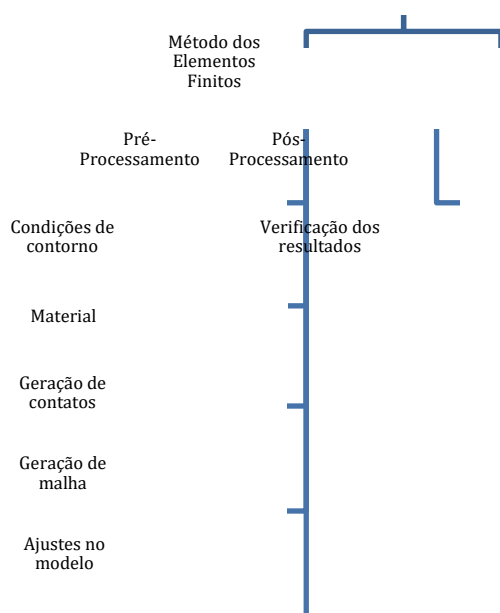 Método dos
Elementos
Finitos
Pré-
Processamento
Pós-
Processamento
Condições de
contorno
Verificação dos
resultados
Material
Geração de
contatos
Geração de
malha
Ajustes no
modelo